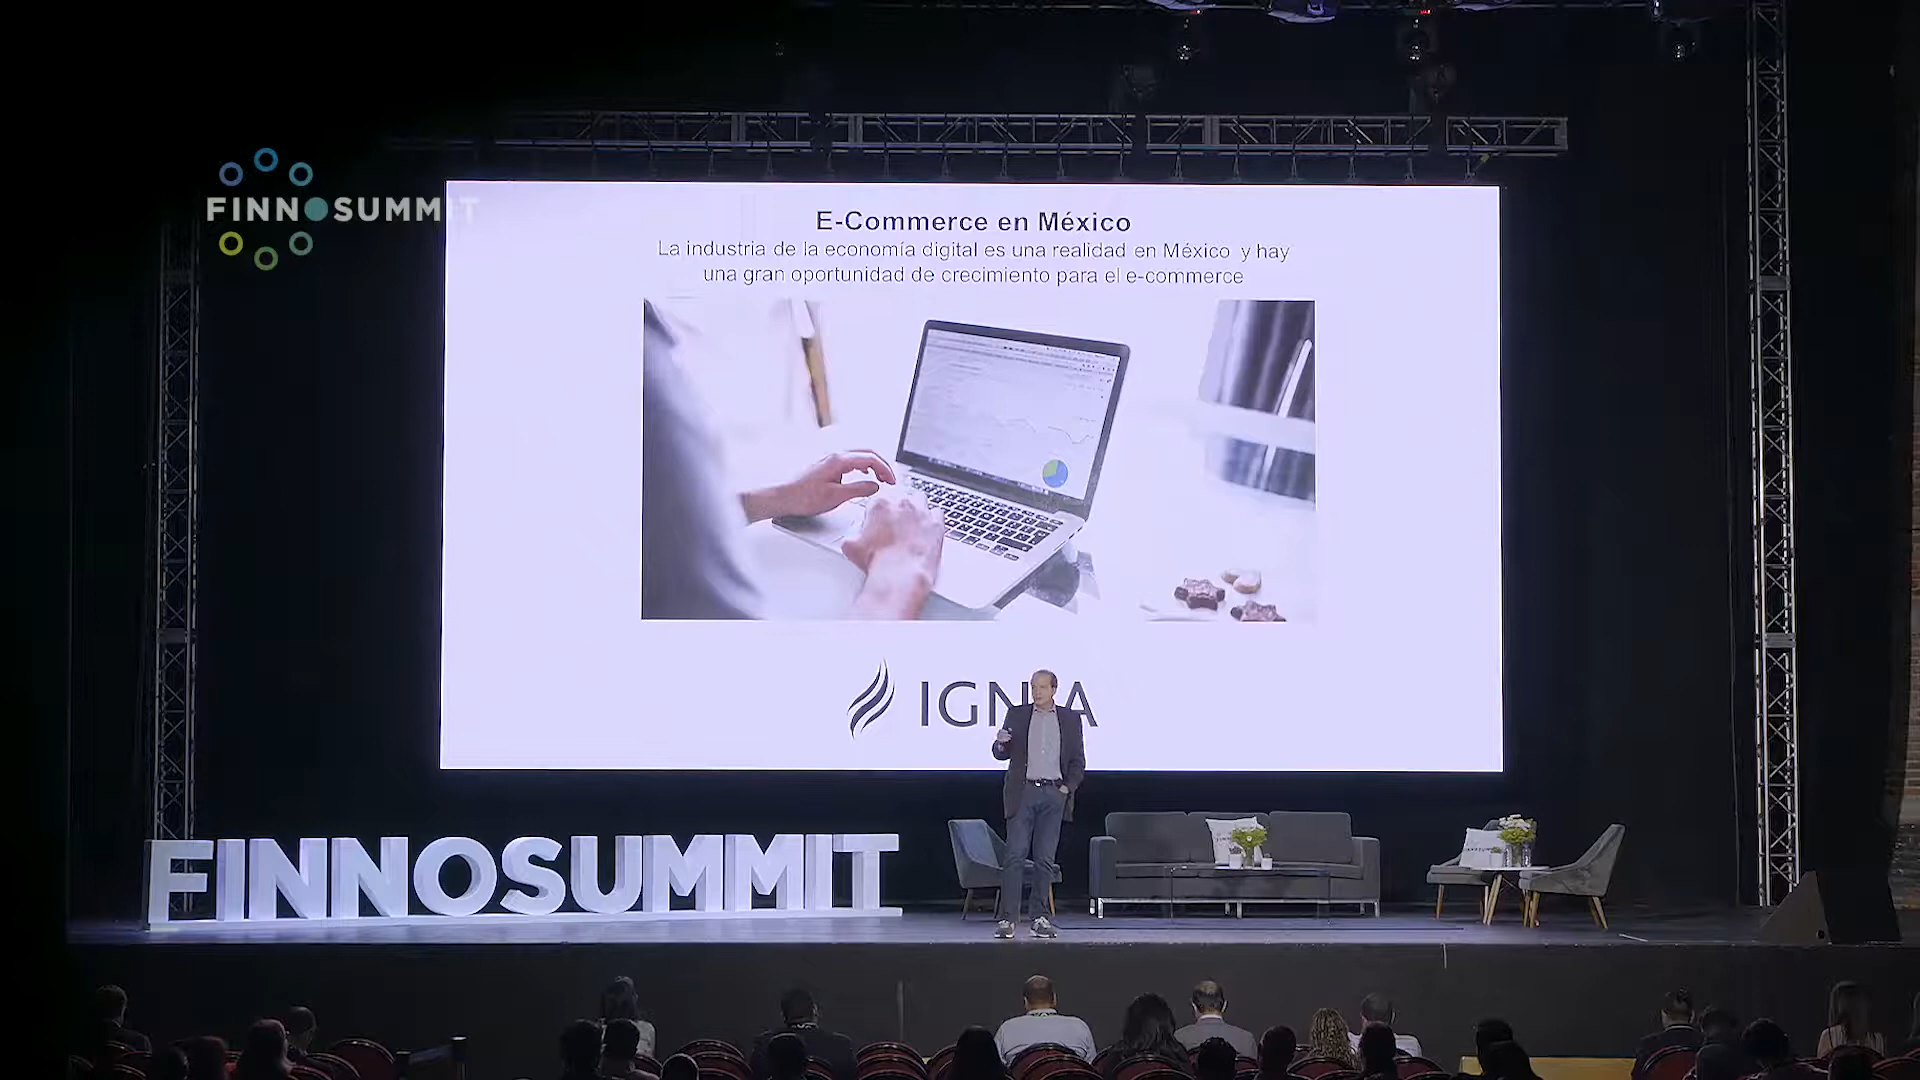 FINNOSUMMIT
E-Commerce en México
La industria de la economía digital es una realidad en México y hay
una gran oportunidad de crecimiento para el e-commerce
IGNIA
FINNOSUMMIT